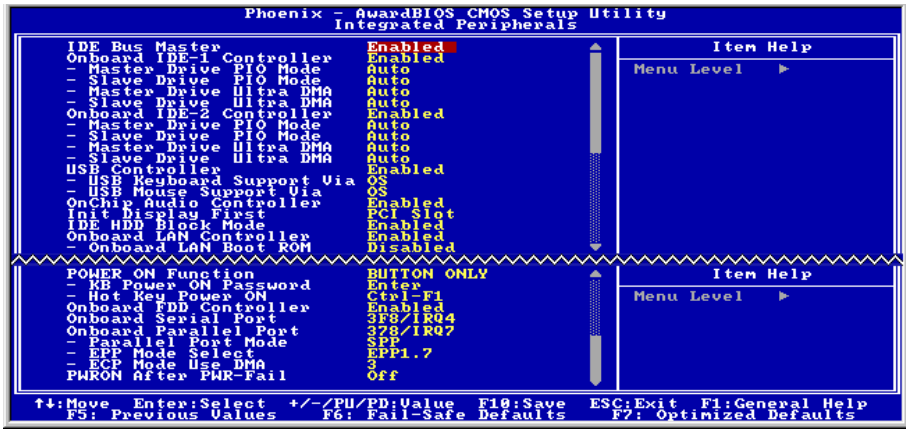 Phoenix - AwardBIOS CMOS Setup Utility
Integrated Peripherals
IDE Bus Master Enabled
Onboard IDE-1 Controller Enabled
- Master Drive PIO Mode Auto
- Slave Drive PIO Mode Auto
- Master Drive Ultra DMA Auto
- Slave Drive Ultra DMA Auto
Onboard IDE-2 Controller Enabled
- Master Drive PIO Mode Auto
- Slave Drive PIO Mode Auto
- Master Drive Ultra DMA Auto
- Slave Drive Ultra DMA Auto
USB Controller Enabled
- USB Keyboard Support Via OS
- USB Mouse Support Via OS
OnChip Audio Controller Enabled
Init Display First PCI Slot
IDE HDD Block Mode Enabled
Onboard LAN Controller Enabled
- Onboard LAN Boot ROM Disabled
Item Help
Menu Level
POWER ON Function BUTTON ONLY
- KB Power ON Password Enter
- Hot Key Power ON Ctrl-F1
Onboard FDD Controller Enabled
Onboard Serial Port 3F8/IRQ4
Onboard Parallel Port 378/IRQ7
- Parallel Port Mode SPP
- EPP Mode Select EPP1.7
- ECP Mode Use DMA 3
PWRON After PWR-Fail Off
Item Help
Menu Level
↑↓:Move Enter:Select +/-/PU/PD:Value F10:Save ESC:Exit F1:General Help
F5: Previous Values F6: Fail-Safe Defaults F7: Optimized Defaults